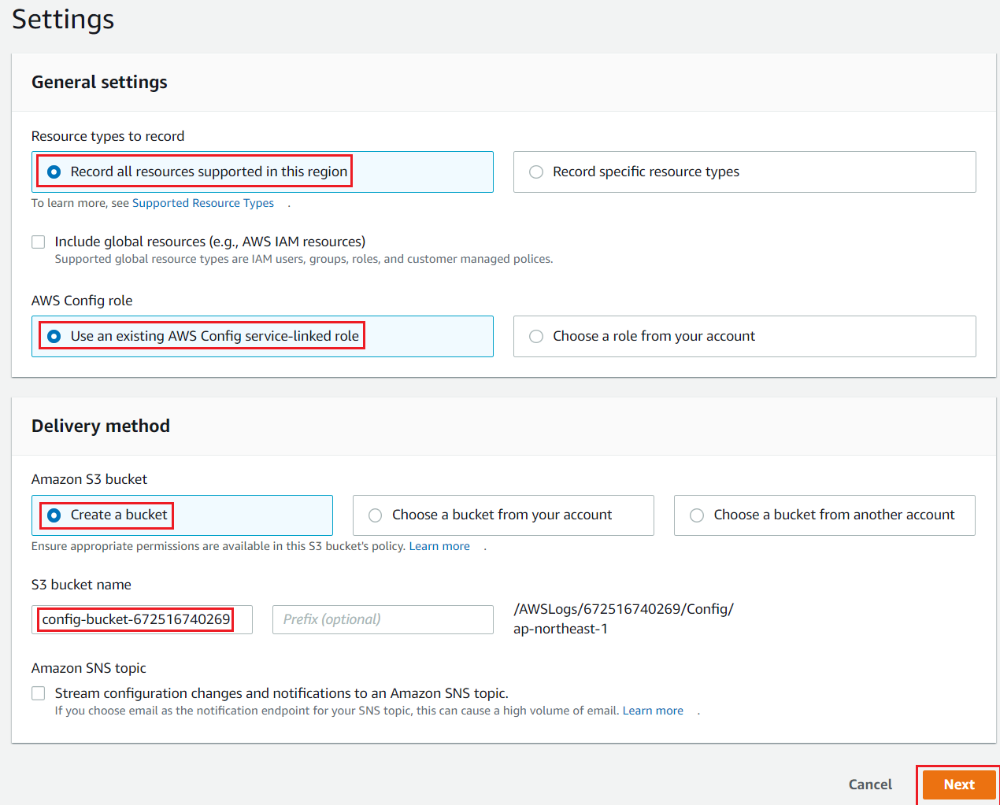 Settings
General settings
Resource types to record
Record all resources supported in this region
Record specific resource types
To learn more, see Supported Resource Types .
Include global resources (e.g., AWS IAM resources)
Supported global resource types are IAM users, groups, roles, and customer managed polices.
AWS Config role
Use an existing AWS Config service-linked role
Choose a role from your account
Delivery method
Amazon S3 bucket
Create a bucket
Choose a bucket from your account
Choose a bucket from another account
Ensure appropriate permissions are available in this S3 bucket's policy. Learn more .
S3 bucket name
config-bucket-672516740269
Prefix (optional)
/AWSLogs/672516740269/Config/
ap-northeast-1
Amazon SNS topic
Stream configuration changes and notifications to an Amazon SNS topic.
If you choose email as the notification endpoint for your SNS topic, this can cause a high volume of email. Learn more .
Cancel
Next